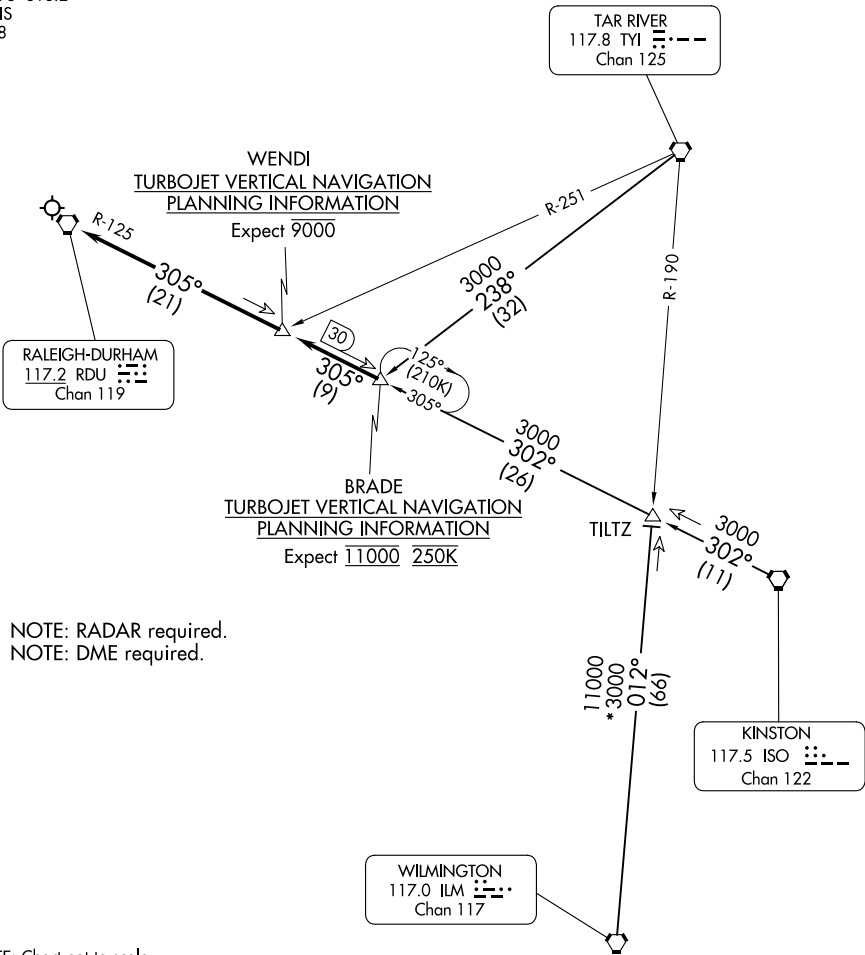 IS
TAR RIVER
117.8 TYI
Chan 125
WENDI
TURBOJET VERTICAL NAVIGATION
PLANNING INFORMATION
Expect 9000
R-251
R-125
R-190
3000
238°
(32)
305°
(21)
RALEIGH-DURHAM
117.2 RDU
Chan 119
30
305°
(9)
125°
(210K)
305°
3000
302°
(26)
BRADE
TURBOJET VERTICAL NAVIGATION
PLANNING INFORMATION
Expect 11000 250K
TILTZ
3000
302°
(11)
NOTE: RADAR required.
NOTE: DME required.
11000
*3000
012°
(66)
KINSTON
117.5 ISO
Chan 122
WILMINGTON
117.0 ILM
Chan 117